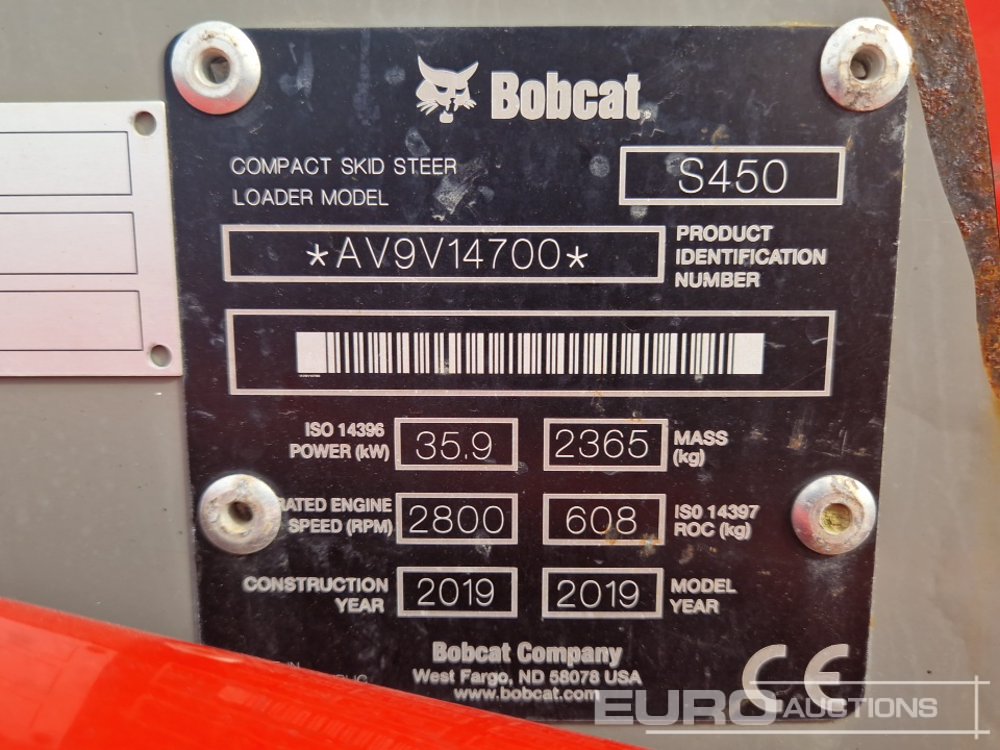 Bobcat
COMPACT SKID STEER
LOADER MODEL
S450
*AV9V14700*
PRODUCT
IDENTIFICATION
NUMBER
ISO 14396
POWER (kW)
35.9
2365
MASS
(kg)
RATED ENGINE
SPEED (RPM)
2800
608
ISO 14397
ROC (kg)
CONSTRUCTION
YEAR
2019
2019
MODEL
YEAR
Bobcat Company
West Fargo, ND 58078 USA
www.bobcat.com
CE
EURO AUCTIONS